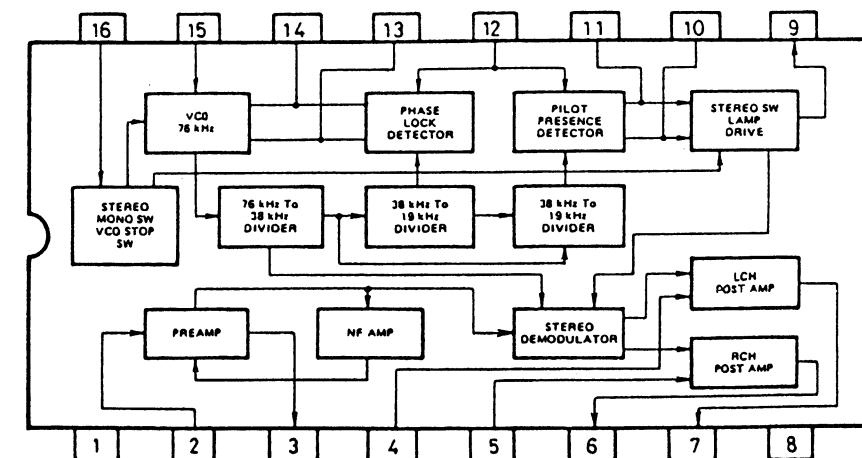 16 15 14 13 12 11 10 9
VCO
76 kHz
PHASE
LOCK
DETECTOR
PILOT
PRESENCE
DETECTOR
STEREO SW
LAMP
DRIVE
STEREO
MONO SW
VCO STOP
SW
76 kHz To
38 kHz
DIVIDER
38 kHz To
19 kHz
DIVIDER
38 kHz To
19 kHz
DIVIDER
LCH
POST AMP
PREAMP
NF AMP
STEREO
DEMODULATOR
RCH
POST AMP
1 2 3 4 5 6 7 8